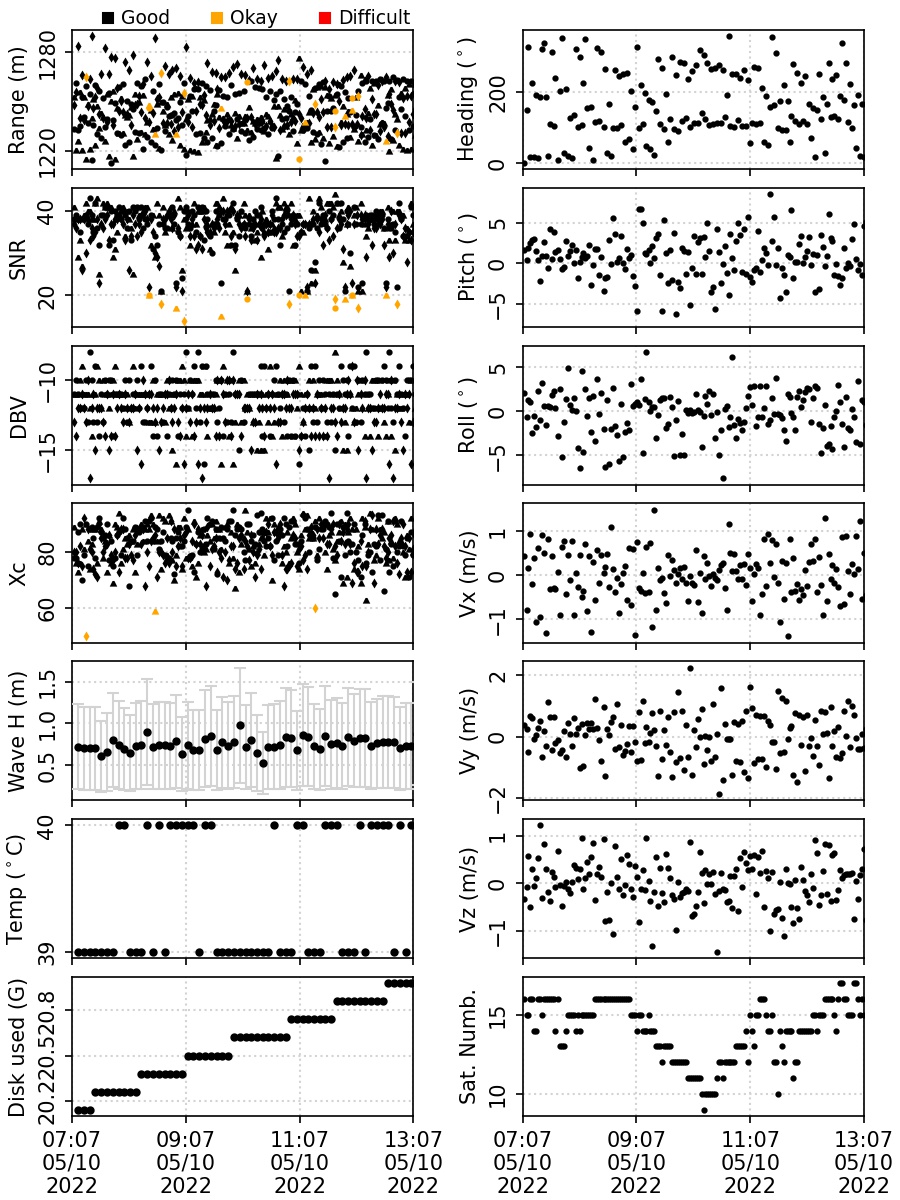 Good Okay Difficult
Range (m)
1280
1220
Heading (°)
200
0
SNR
40
20
Pitch (°)
5
0
−5
DBV
−10
−15
Roll (°)
5
0
−5
Xc
80
60
Vx (m/s)
1
0
−1
Wave H (m)
1.5
1.0
0.5
Vy (m/s)
2
0
−2
Temp (°C)
40
39
Vz (m/s)
1
0
−1
Disk used (G)
20.8
20.5
20.2
Sat. Numb.
15
10
07:07 09:07 11:07 13:07
05/10 05/10 05/10 05/10
2022 2022 2022 2022
07:07 09:07 11:07 13:07
05/10 05/10 05/10 05/10
2022 2022 2022 2022